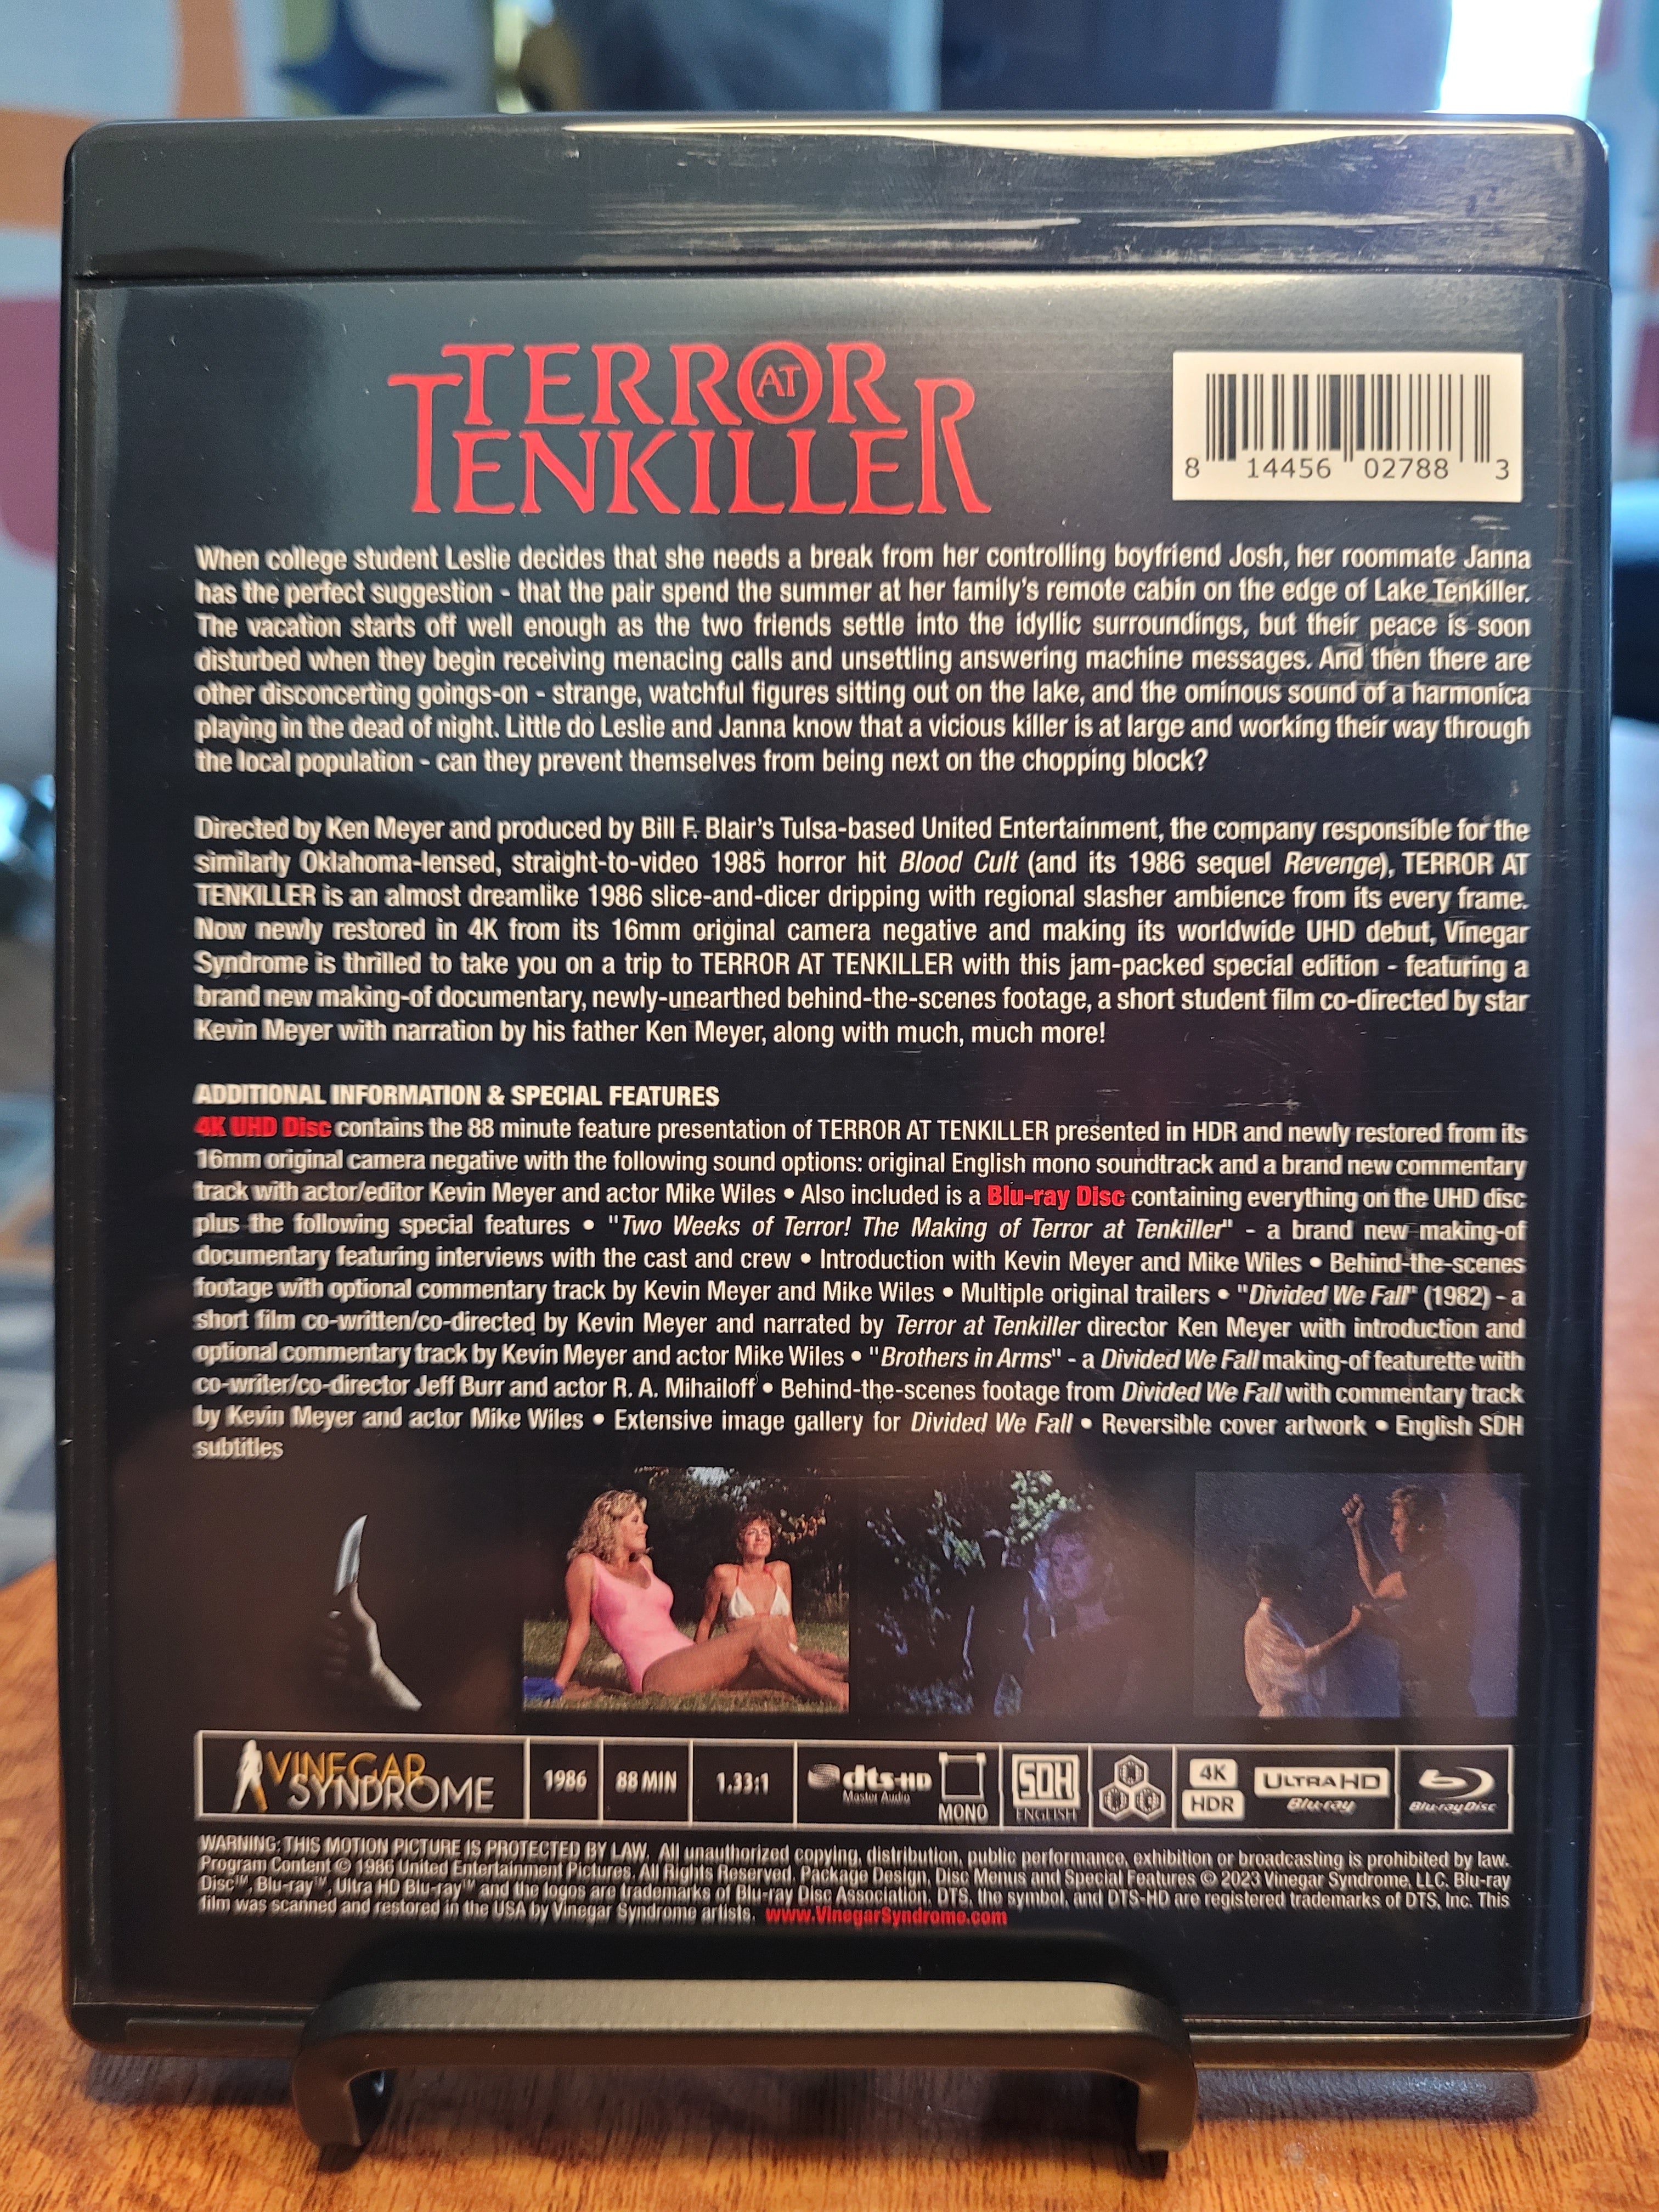 TERROR
AT
TENKILLER
8 14456 02788 3
When college student Leslie decides that she needs a break from her controlling boyfriend Josh, her roommate Janna
has the perfect suggestion - that the pair spend the summer at her family's remote cabin on the edge of Lake Tenkiller.
The vacation starts off well enough as the two friends settle into the idyllic surroundings, but their peace is soon
disturbed when they begin receiving menacing calls and unsettling answering machine messages. And then there are
other disconcerting goings-on - strange, watchful figures sitting out on the lake, and the ominous sound of a harmonica
playing in the dead of night. Little do Leslie and Janna know that a vicious killer is at large and working their way through
the local population - can they prevent themselves from being next on the chopping block?
Directed by Ken Meyer and produced by Bill F. Blair's Tulsa-based United Entertainment, the company responsible for the
similarly Oklahoma-lensed, straight-to-video 1985 horror hit Blood Cult (and its 1986 sequel Revenge), TERROR AT
TENKILLER is an almost dreamlike 1986 slice-and-dicer dripping with regional slasher ambience from its every frame.
Now newly restored in 4K from its 16mm original camera negative and making its worldwide UHD debut, Vinegar
Syndrome is thrilled to take you on a trip to TERROR AT TENKILLER with this jam-packed special edition - featuring a
brand new making-of documentary, newly-unearthed behind-the-scenes footage, a short student film co-directed by star
Kevin Meyer with narration by his father Ken Meyer, along with much, much more!
ADDITIONAL INFORMATION & SPECIAL FEATURES
4K UHD Disc contains the 88 minute feature presentation of TERROR AT TENKILLER presented in HDR and newly restored from its
16mm original camera negative with the following sound options: original English mono soundtrack and a brand new commentary
track with actor/editor Kevin Meyer and actor Mike Wiles • Also included is a Blu-ray Disc containing everything on the UHD disc
plus the following special features • "Two Weeks of Terror! The Making of Terror at Tenkiller" - a brand new making-of
documentary featuring interviews with the cast and crew • Introduction with Kevin Meyer and Mike Wiles • Behind-the-scenes
footage with optional commentary track by Kevin Meyer and Mike Wiles • Multiple original trailers • "Divided We Fall" (1982) - a
short film co-written/co-directed by Kevin Meyer and narrated by Terror at Tenkiller director Ken Meyer with introduction and
optional commentary track by Kevin Meyer and actor Mike Wiles • "Brothers in Arms" - a Divided We Fall making-of featurette with
co-writer/co-director Jeff Burr and actor R. A. Mihailoff • Behind-the-scenes footage from Divided We Fall with commentary track
by Kevin Meyer and actor Mike Wiles • Extensive image gallery for Divided We Fall • Reversible cover artwork • English SDH
subtitles
VINEGAR
SYNDROME
1986
88 MIN
1.33:1
dts-HD
Master Audio
MONO
SDH
ENGLISH
4K
HDR
ULTRA HD
Blu-ray
Blu-ray Disc
WARNING: THIS MOTION PICTURE IS PROTECTED BY LAW. All unauthorized copying, distribution, public performance, exhibition or broadcasting is prohibited by law.
Program Content © 1986 United Entertainment Pictures, All Rights Reserved, Package Design, Disc Menus and Special Features © 2023 Vinegar Syndrome, LLC. Blu-ray
Disc™, Blu-ray™, Ultra HD Blu-ray™ and the logos are trademarks of Blu-ray Disc Association. DTS, the symbol, and DTS-HD are registered trademarks of DTS, Inc. This
film was scanned and restored in the USA by Vinegar Syndrome artists. www.VinegarSyndrome.com